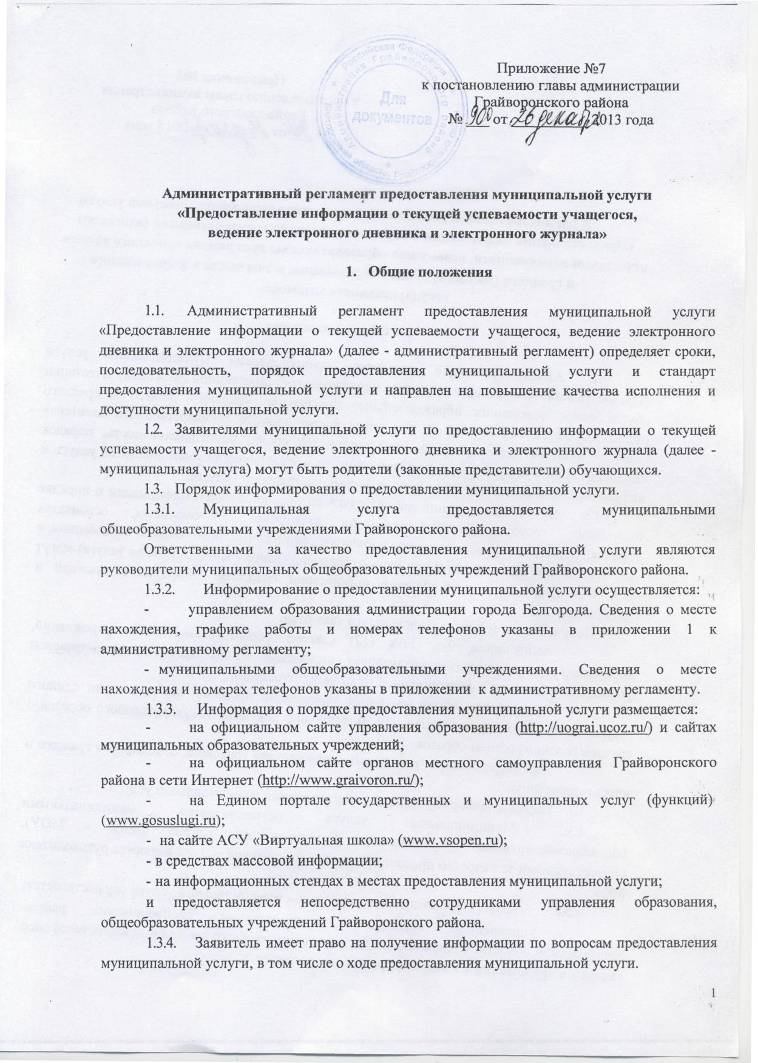 Российская Федерация
Администрация Грайворонского района
Для
документов
Приложение №7
к постановлению главы администрации
Грайворонского района
№ 900 от 26 декабря 2013 года
Административный регламент предоставления муниципальной услуги
«Предоставление информации о текущей успеваемости учащегося,
ведение электронного дневника и электронного журнала»
1. Общие положения
1.1. Административный регламент предоставления муниципальной услуги
«Предоставление информации о текущей успеваемости учащегося, ведение электронного
дневника и электронного журнала» (далее - административный регламент) определяет сроки,
последовательность, порядок предоставления муниципальной услуги и стандарт
предоставления муниципальной услуги и направлен на повышение качества исполнения и
доступности муниципальной услуги.
1.2. Заявителями муниципальной услуги по предоставлению информации о текущей
успеваемости учащегося, ведение электронного дневника и электронного журнала (далее -
муниципальная услуга) могут быть родители (законные представители) обучающихся.
1.3. Порядок информирования о предоставлении муниципальной услуги.
1.3.1. Муниципальная услуга предоставляется муниципальными
общеобразовательными учреждениями Грайворонского района.
Ответственными за качество предоставления муниципальной услуги являются
руководители муниципальных общеобразовательных учреждений Грайворонского района.
1.3.2. Информирование о предоставлении муниципальной услуги осуществляется:
- управлением образования администрации города Белгорода. Сведения о месте
нахождения, графике работы и номерах телефонов указаны в приложении 1 к
административному регламенту;
- муниципальными общеобразовательными учреждениями. Сведения о месте
нахождения и номерах телефонов указаны в приложении к административному регламенту.
1.3.3. Информация о порядке предоставления муниципальной услуги размещается:
- на официальном сайте управления образования (http://uograi.ucoz.ru/) и сайтах
муниципальных образовательных учреждений;
- на официальном сайте органов местного самоуправления Грайворонского
района в сети Интернет (http://www.graivoron.ru/);
- на Едином портале государственных и муниципальных услуг (функций)
(www.gosuslugi.ru);
- на сайте АСУ «Виртуальная школа» (www.vsopen.ru);
- в средствах массовой информации;
- на информационных стендах в местах предоставления муниципальной услуги;
и предоставляется непосредственно сотрудниками управления образования,
общеобразовательных учреждений Грайворонского района.
1.3.4. Заявитель имеет право на получение информации по вопросам предоставления
муниципальной услуги, в том числе о ходе предоставления муниципальной услуги.
1